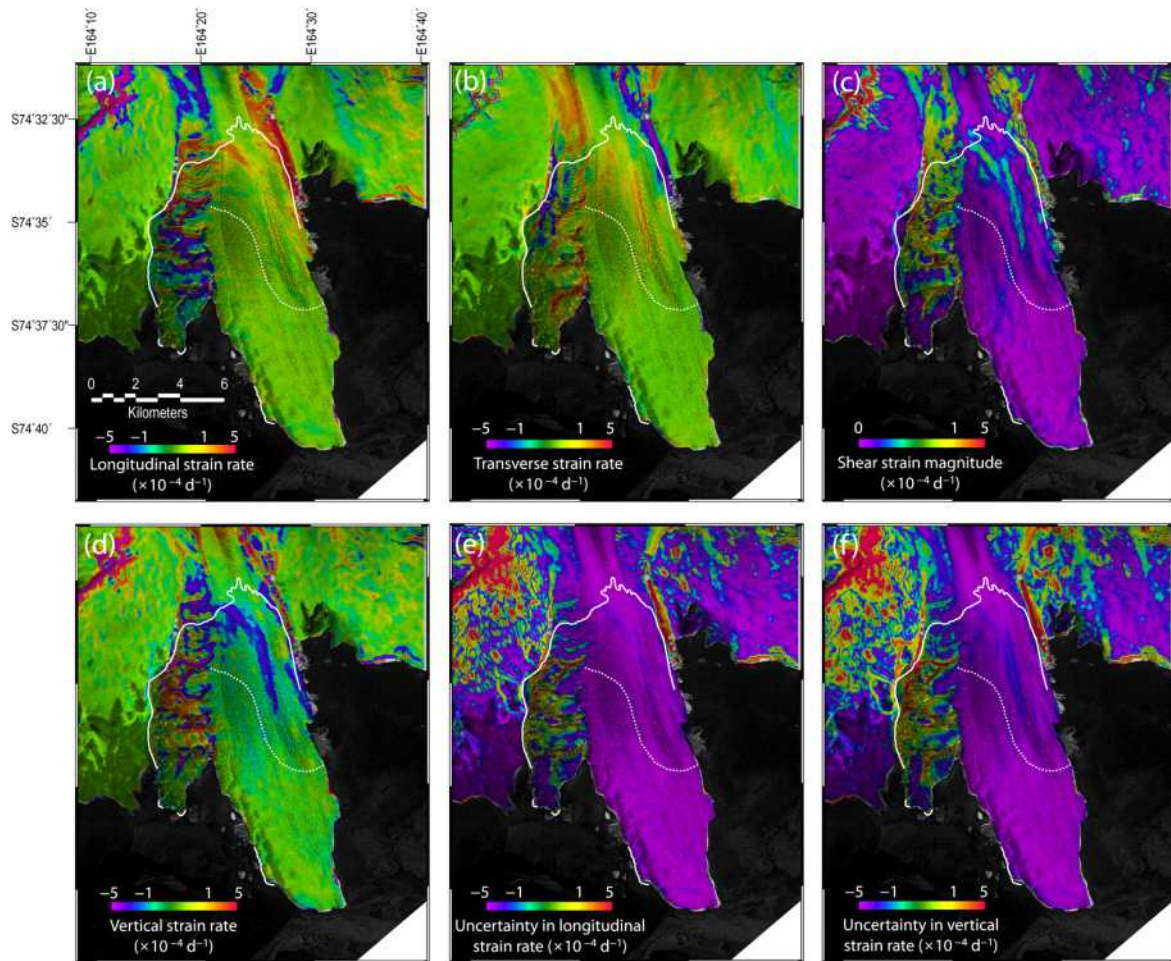 E164°10′ E164°20′ E164°30′ E164°40′
(a) (b) (c)
S74°32′30″
S74°35′
S74°37′30″
S74°40′
0 2 4 6
Kilometers
−5 −1 1 5
Longitudinal strain rate
(×10⁻⁴ d⁻¹)
−5 −1 1 5
Transverse strain rate
(×10⁻⁴ d⁻¹)
0 1 5
Shear strain magnitude
(×10⁻⁴ d⁻¹)
(d) (e) (f)
−5 −1 1 5
Vertical strain rate
(×10⁻⁴ d⁻¹)
−5 −1 1 5
Uncertainty in longitudinal
strain rate (×10⁻⁴ d⁻¹)
−5 −1 1 5
Uncertainty in vertical
strain rate (×10⁻⁴ d⁻¹)